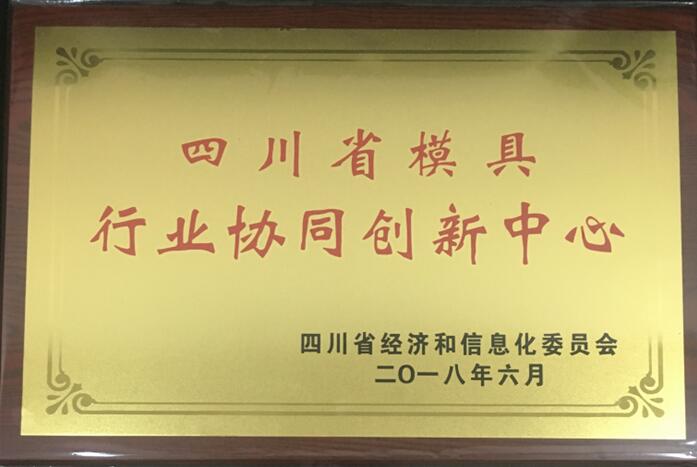 四川省模具
行业协同创新中心
四川省经济和信息化委员会
二〇一八年六月